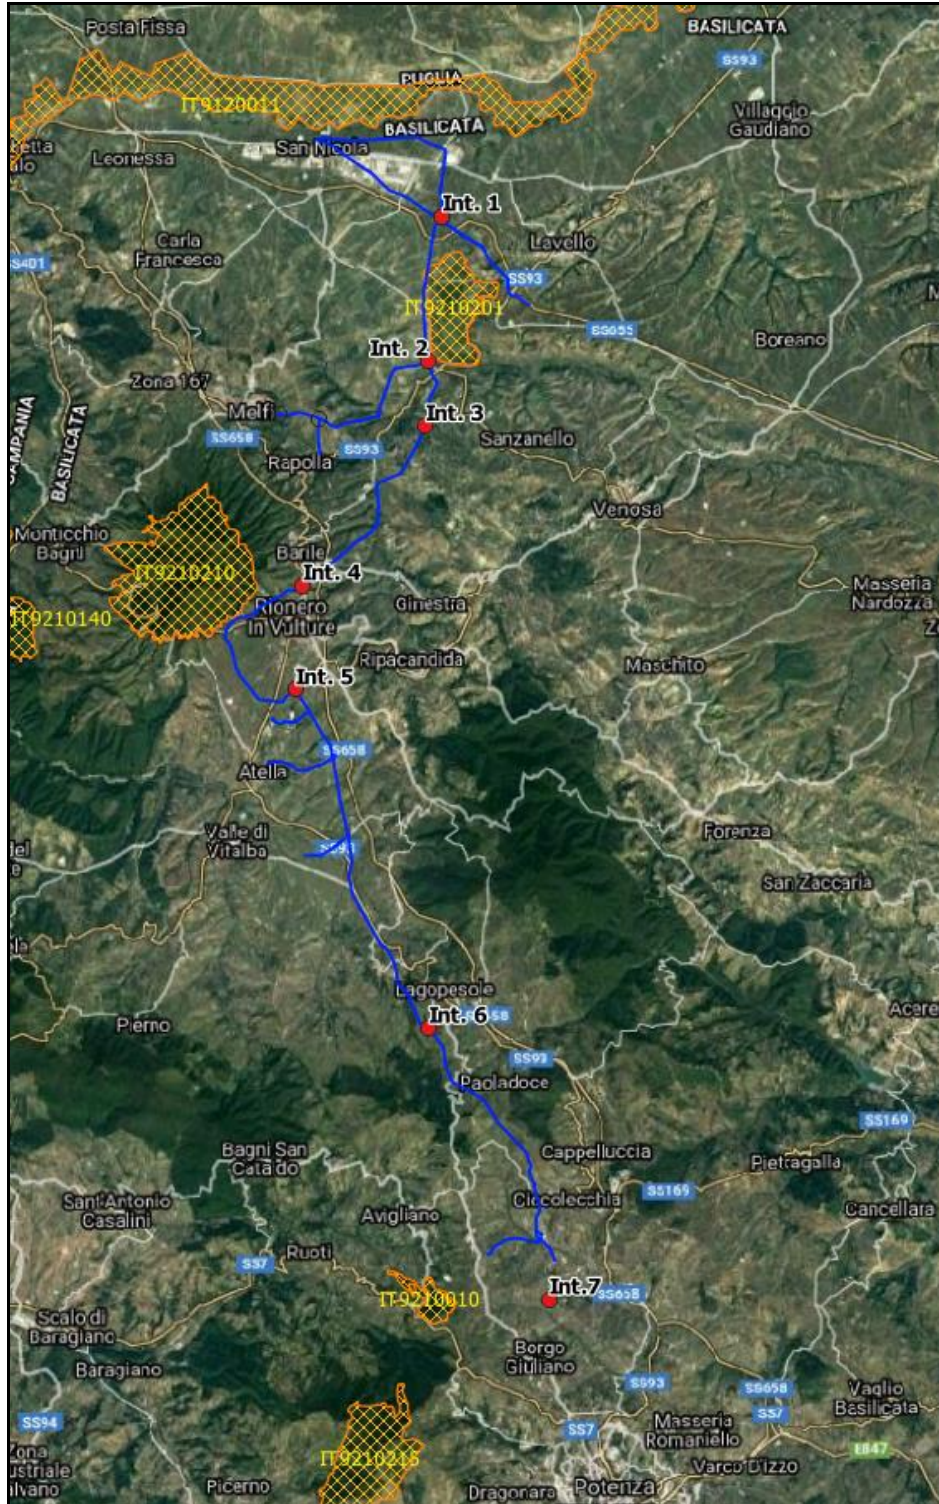 Posta Fissa
BASILICATA
SS93
PUGLIA
IT9120011
Villaggio
Gaudiano
BASILICATA
San Nicola
Leonessa
Int. 1
Carla
Francesca
Lavello
S401
SS93
IT9210201
SS655
Boreano
Int. 2
Zona 167
Melfi
Int. 3
SS658
SS93
Sanzanello
Rapolla
CAMPANIA
BASILICATA
Venosa
Monticchio
Bagni
Barile
IT9210210
Int. 4
Masseria
Nardozza
Rionero
In Vulture
Ginestra
IT9210140
Ripacandida
Maschito
Int. 5
SS658
Atella
Valle di
Vitalba
SS93
Forenza
San Zaccaria
Lagopesole
Int. 6
Acere
Pierno
SS93
Paoladoce
SS169
Bagni San
Cataldo
Cappelluccia
Pietragalla
Sant'Antonio
Casalini
Ciccolecchia
SS169
Cancellara
Avigliano
Ruoti
SS7
Int.7
SS658
IT9210010
Scalo di
Baragiano
Borgo
Giuliano
Baragiano
SS93
SS658
Vaglio
Basilicata
SS94
SS7
SS7
Masseria
Romaniello
E847
Zona
ustriale
alvano
IT9210215
Varco D'Izzo
Picerno
Dragonara
Potenza